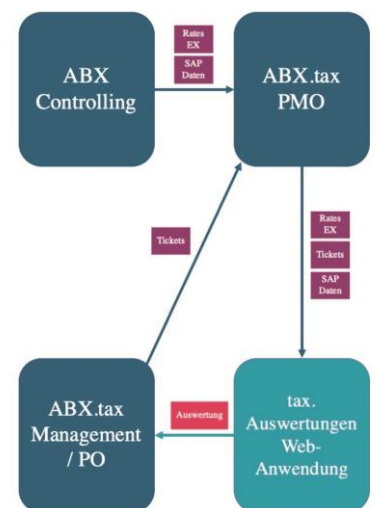 ABX
Controlling
Rates
EX
SAP
Daten
ABX.tax
PMO
Tickets
Rates
EX
Tickets
SAP
Daten
ABX.tax
Management
/ PO
Auswertung
tax.
Auswertungen
Web-
Anwendung